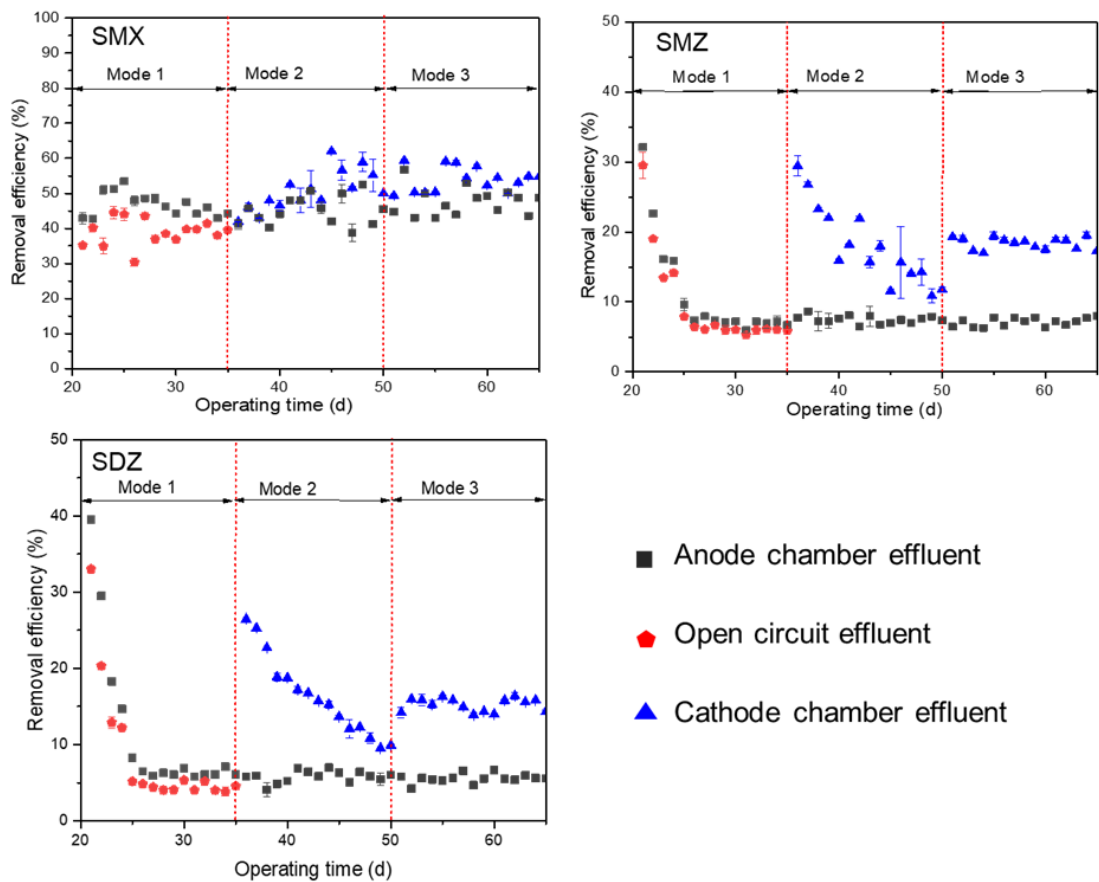 SMX
Mode 1 Mode 2 Mode 3
Removal efficiency (%)
100
90
80
70
60
50
40
30
20
10
0
20 30 40 50 60
Operating time (d)
SMZ
Mode 1 Mode 2 Mode 3
Removal efficiency (%)
50
40
30
20
10
0
20 30 40 50 60
Operating time (d)
SDZ
Mode 1 Mode 2 Mode 3
Removal efficiency (%)
50
40
30
20
10
0
20 30 40 50 60
Operating time (d)
Anode chamber effluent
Open circuit effluent
Cathode chamber effluent